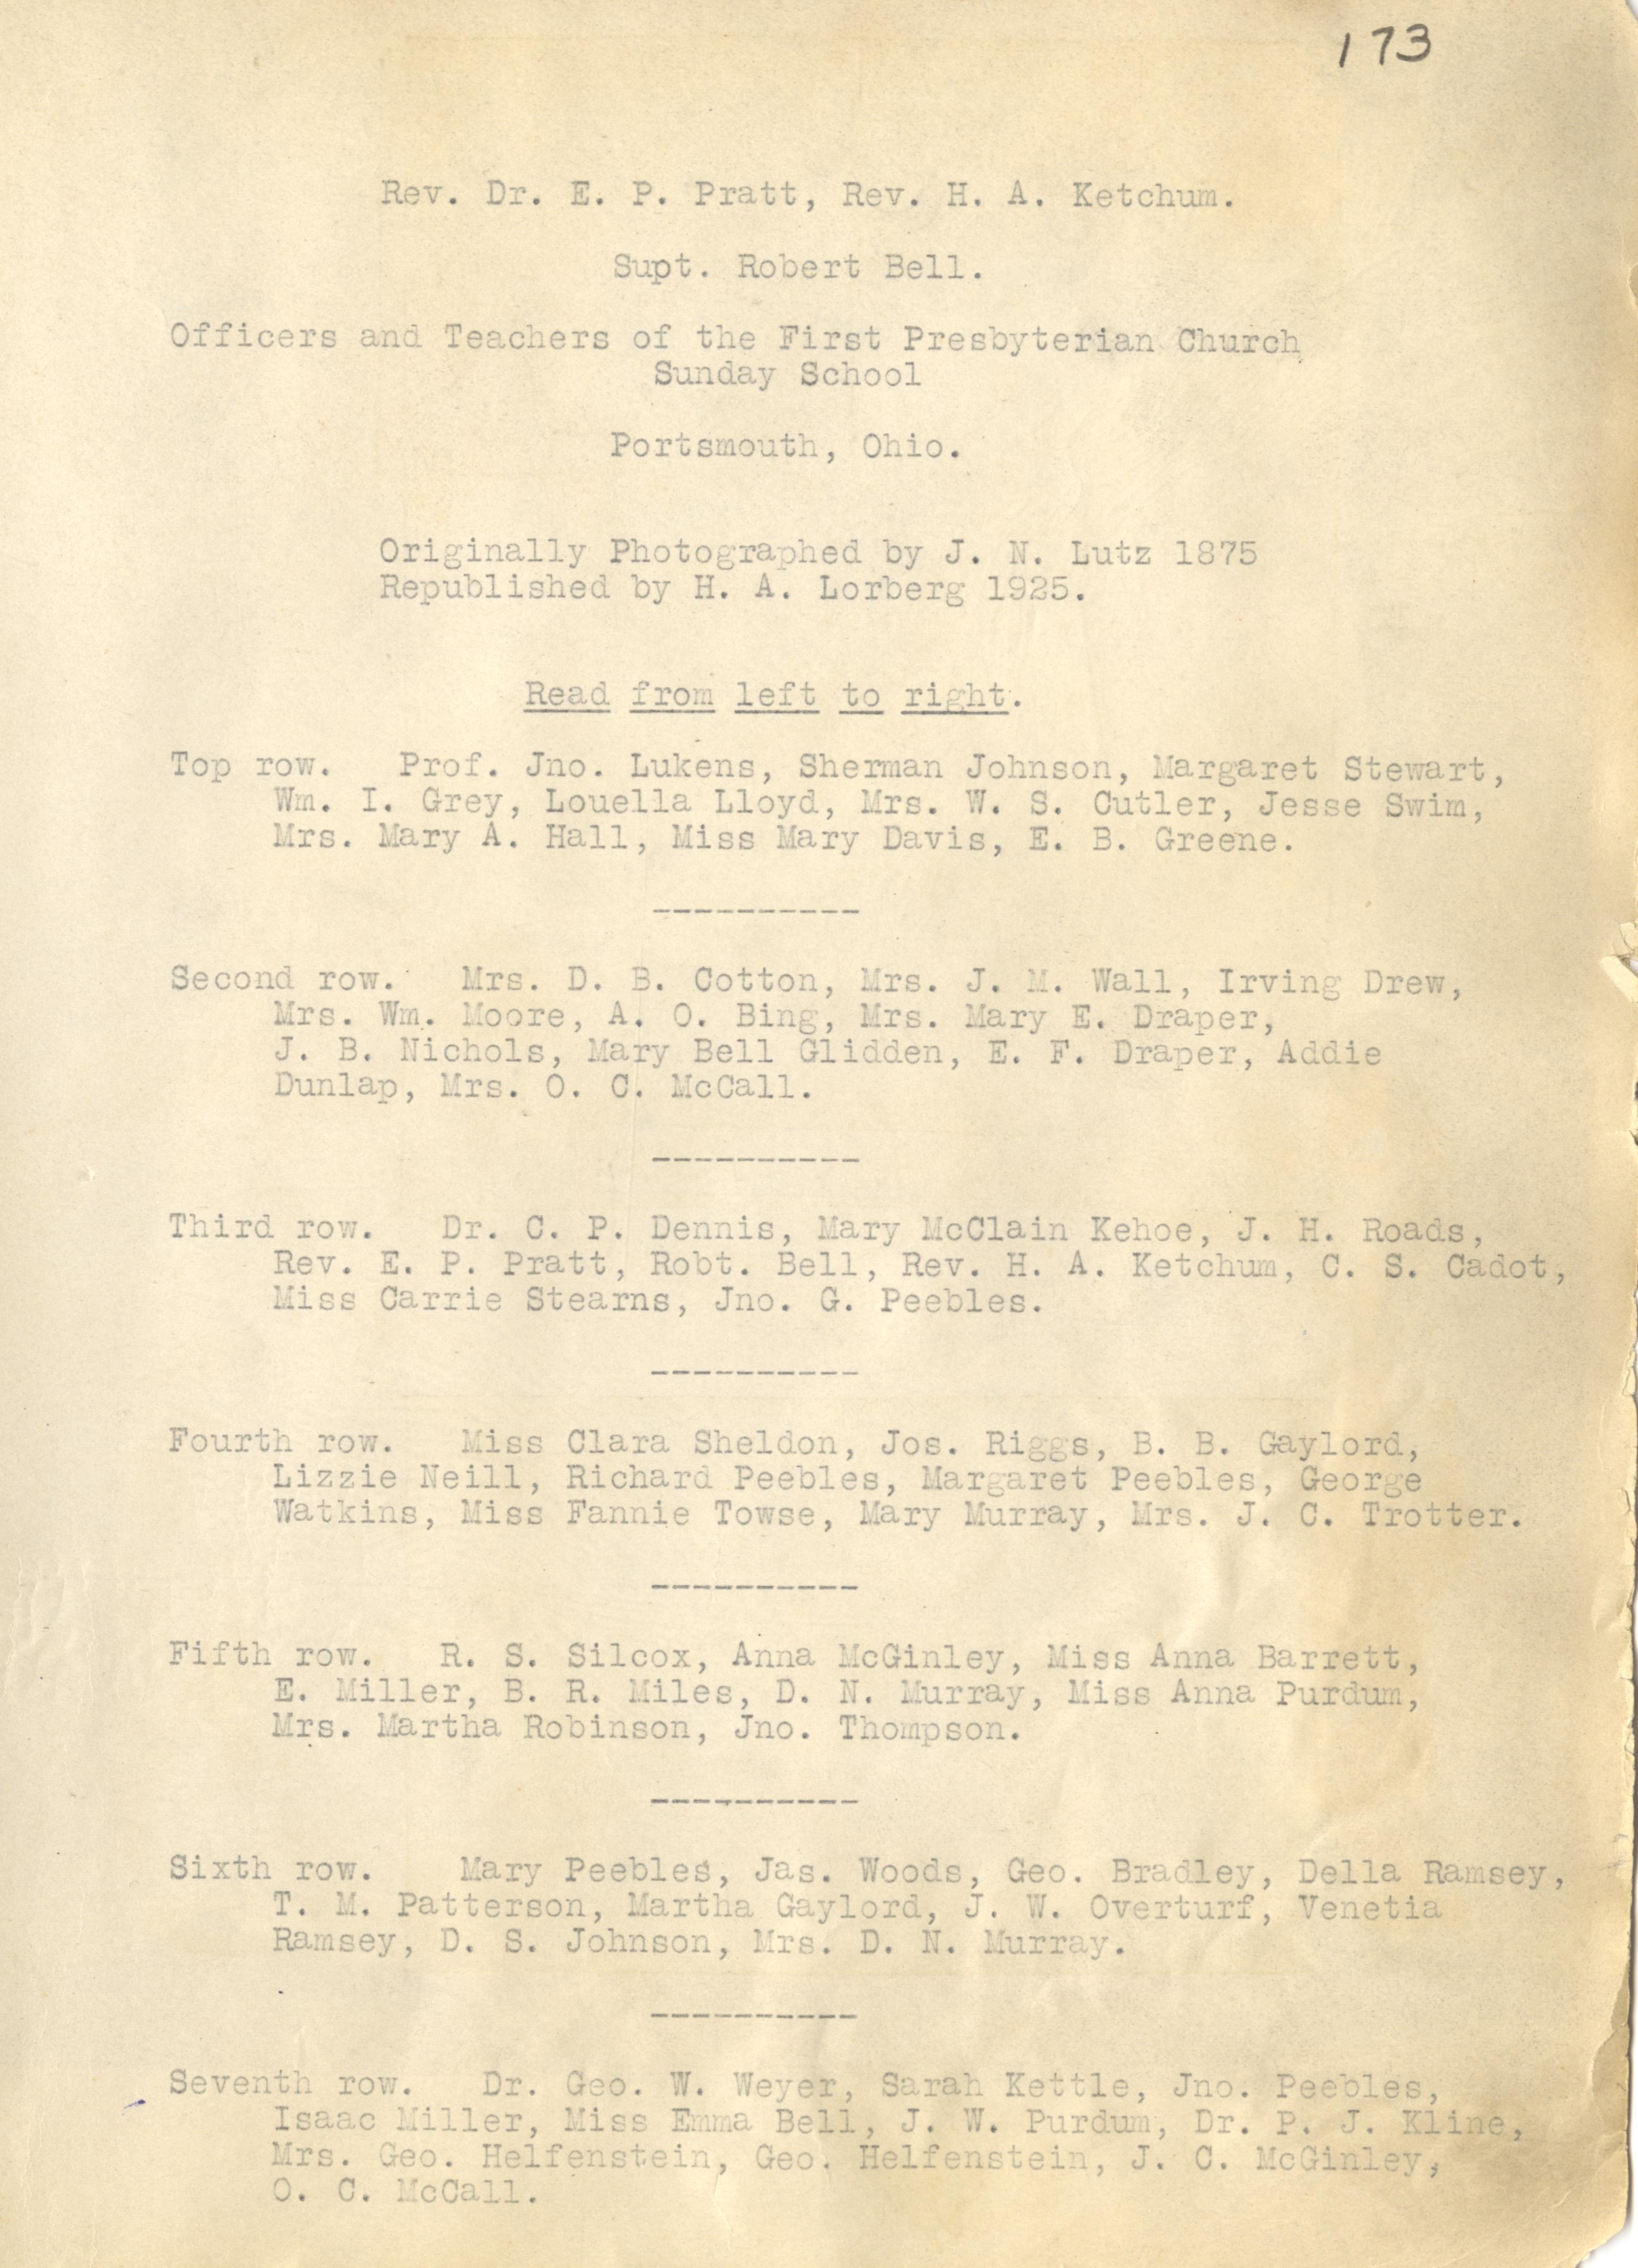 173
Rev. Dr. E. P. Pratt, Rev. H. A. Ketchum.
Supt. Robert Bell.
Officers and Teachers of the First Presbyterian Church
Sunday School
Portsmouth, Ohio.
Originally Photographed by J. N. Lutz 1875
Republished by H. A. Lorberg 1925.
Read from left to right.
Top row. Prof. Jno. Lukens, Sherman Johnson, Margaret Stewart,
Wm. I. Grey, Louella Lloyd, Mrs. W. S. Cutler, Jesse Swim,
Mrs. Mary A. Hall, Miss Mary Davis, E. B. Greene.
----------
Second row. Mrs. D. B. Cotton, Mrs. J. M. Wall, Irving Drew,
Mrs. Wm. Moore, A. O. Bing, Mrs. Mary E. Draper,
J. B. Nichols, Mary Bell Glidden, E. F. Draper, Addie
Dunlap, Mrs. O. C. McCall.
----------
Third row. Dr. C. P. Dennis, Mary McClain Kehoe, J. H. Roads,
Rev. E. P. Pratt, Robt. Bell, Rev. H. A. Ketchum, C. S. Cadot,
Miss Carrie Stearns, Jno. G. Peebles.
----------
Fourth row. Miss Clara Sheldon, Jos. Riggs, B. B. Gaylord,
Lizzie Neill, Richard Peebles, Margaret Peebles, George
Watkins, Miss Fannie Towse, Mary Murray, Mrs. J. C. Trotter.
----------
Fifth row. R. S. Silcox, Anna McGinley, Miss Anna Barrett,
E. Miller, B. R. Miles, D. N. Murray, Miss Anna Purdum,
Mrs. Martha Robinson, Jno. Thompson.
----------
Sixth row. Mary Peebles, Jas. Woods, Geo. Bradley, Della Ramsey,
T. M. Patterson, Martha Gaylord, J. W. Overturf, Venetia
Ramsey, D. S. Johnson, Mrs. D. N. Murray.
----------
Seventh row. Dr. Geo. W. Weyer, Sarah Kettle, Jno. Peebles,
Isaac Miller, Miss Emma Bell, J. W. Purdum, Dr. P. J. Kline,
Mrs. Geo. Helfenstein, Geo. Helfenstein, J. C. McGinley,
O. C. McCall.